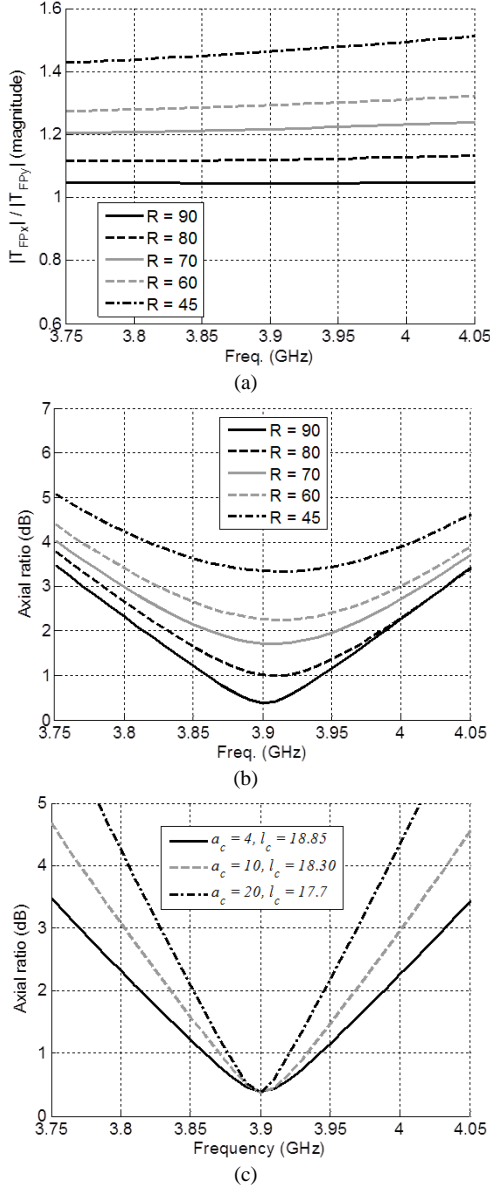 1.6
1.4
1.2
1
0.8
0.6
|T_FPx| / |T_FPy| (magnitude)
R = 90
R = 80
R = 70
R = 60
R = 45
3.75 3.8 3.85 3.9 3.95 4 4.05
Freq. (GHz)
(a)
7
6
5
4
3
2
1
0
Axial ratio (dB)
R = 90
R = 80
R = 70
R = 60
R = 45
3.75 3.8 3.85 3.9 3.95 4 4.05
Freq. (GHz)
(b)
5
4
3
2
1
0
Axial ratio (dB)
a_c = 4, l_c = 18.85
a_c = 10, l_c = 18.30
a_c = 20, l_c = 17.7
3.75 3.8 3.85 3.9 3.95 4 4.05
Frequency (GHz)
(c)